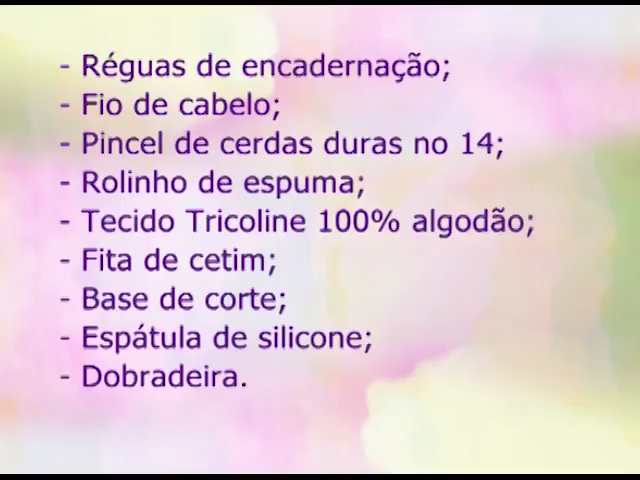 - Réguas de encadernação;
- Fio de cabelo;
- Pincel de cerdas duras no 14;
- Rolinho de espuma;
- Tecido Tricoline 100% algodão;
- Fita de cetim;
- Base de corte;
- Espátula de silicone;
- Dobradeira.